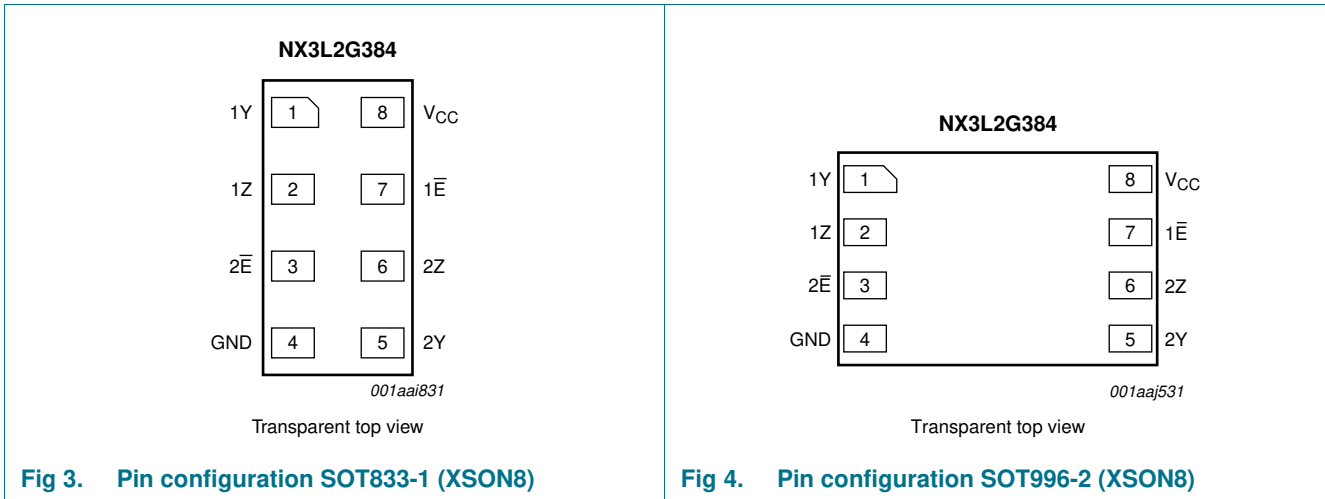 NX3L2G384
1Y 1 8 VCC
1Z 2 7 1E̅
2E̅ 3 6 2Z
GND 4 5 2Y
001aai831
Transparent top view
Fig 3. Pin configuration SOT833-1 (XSON8)
NX3L2G384
1Y 1 8 VCC
1Z 2 7 1E̅
2E̅ 3 6 2Z
GND 4 5 2Y
001aaj531
Transparent top view
Fig 4. Pin configuration SOT996-2 (XSON8)